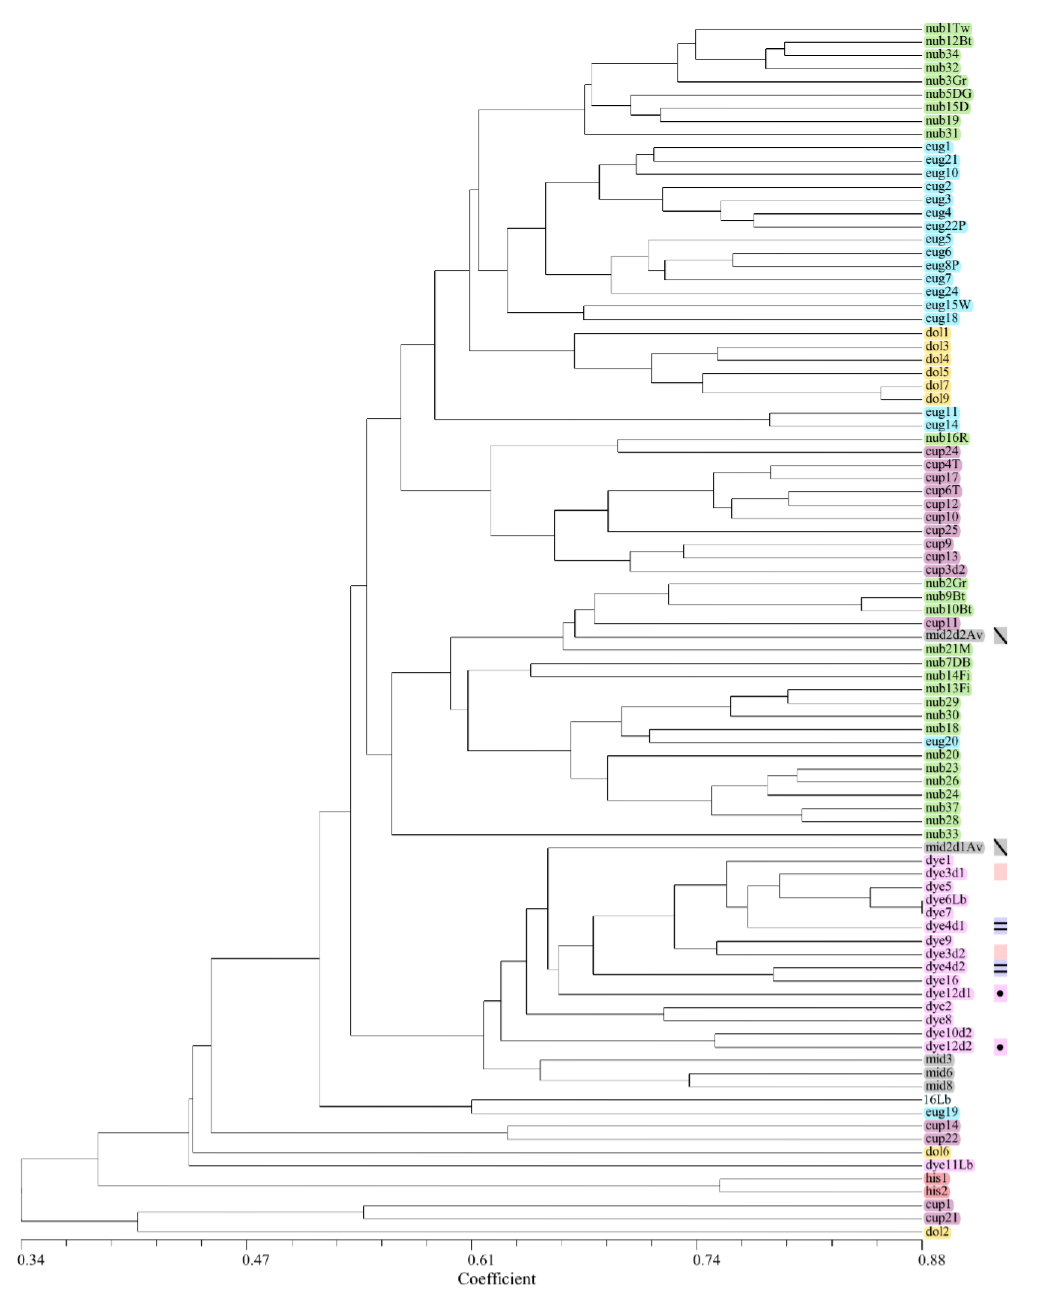 nub1Tw
nub12Bt
nub34
nub32
nub3Gr
nub5DG
nub15D
nub19
nub31
eug1
eug21
eug10
eug2
eug3
eug4
eug22P
eug5
eug6
eug8P
eug7
eug24
eug15W
eug18
dol1
dol3
dol4
dol5
dol7
dol9
eug11
eug14
nub16R
cup24
cup4T
cup17
cup6T
cup12
cup10
cup25
cup9
cup13
cup3d2
nub2Gr
nub9Bt
nub10Bt
cup11
mid2d2Av
nub21M
nub7DB
nub14Fi
nub13Fi
nub29
nub30
nub18
eug20
nub20
nub23
nub26
nub24
nub37
nub28
nub33
mid2d1Av
dye1
dye3d1
dye5
dye6Lb
dye7
dye4d1
dye9
dye3d2
dye4d2
dye16
dye12d1
dye2
dye8
dye10d2
dye12d2
mid3
mid6
mid8
16Lb
eug19
cup14
cup22
dol6
dye11Lb
his1
his2
cup1
cup21
dol2
0.34 0.47 0.61 0.74 0.88
Coefficient